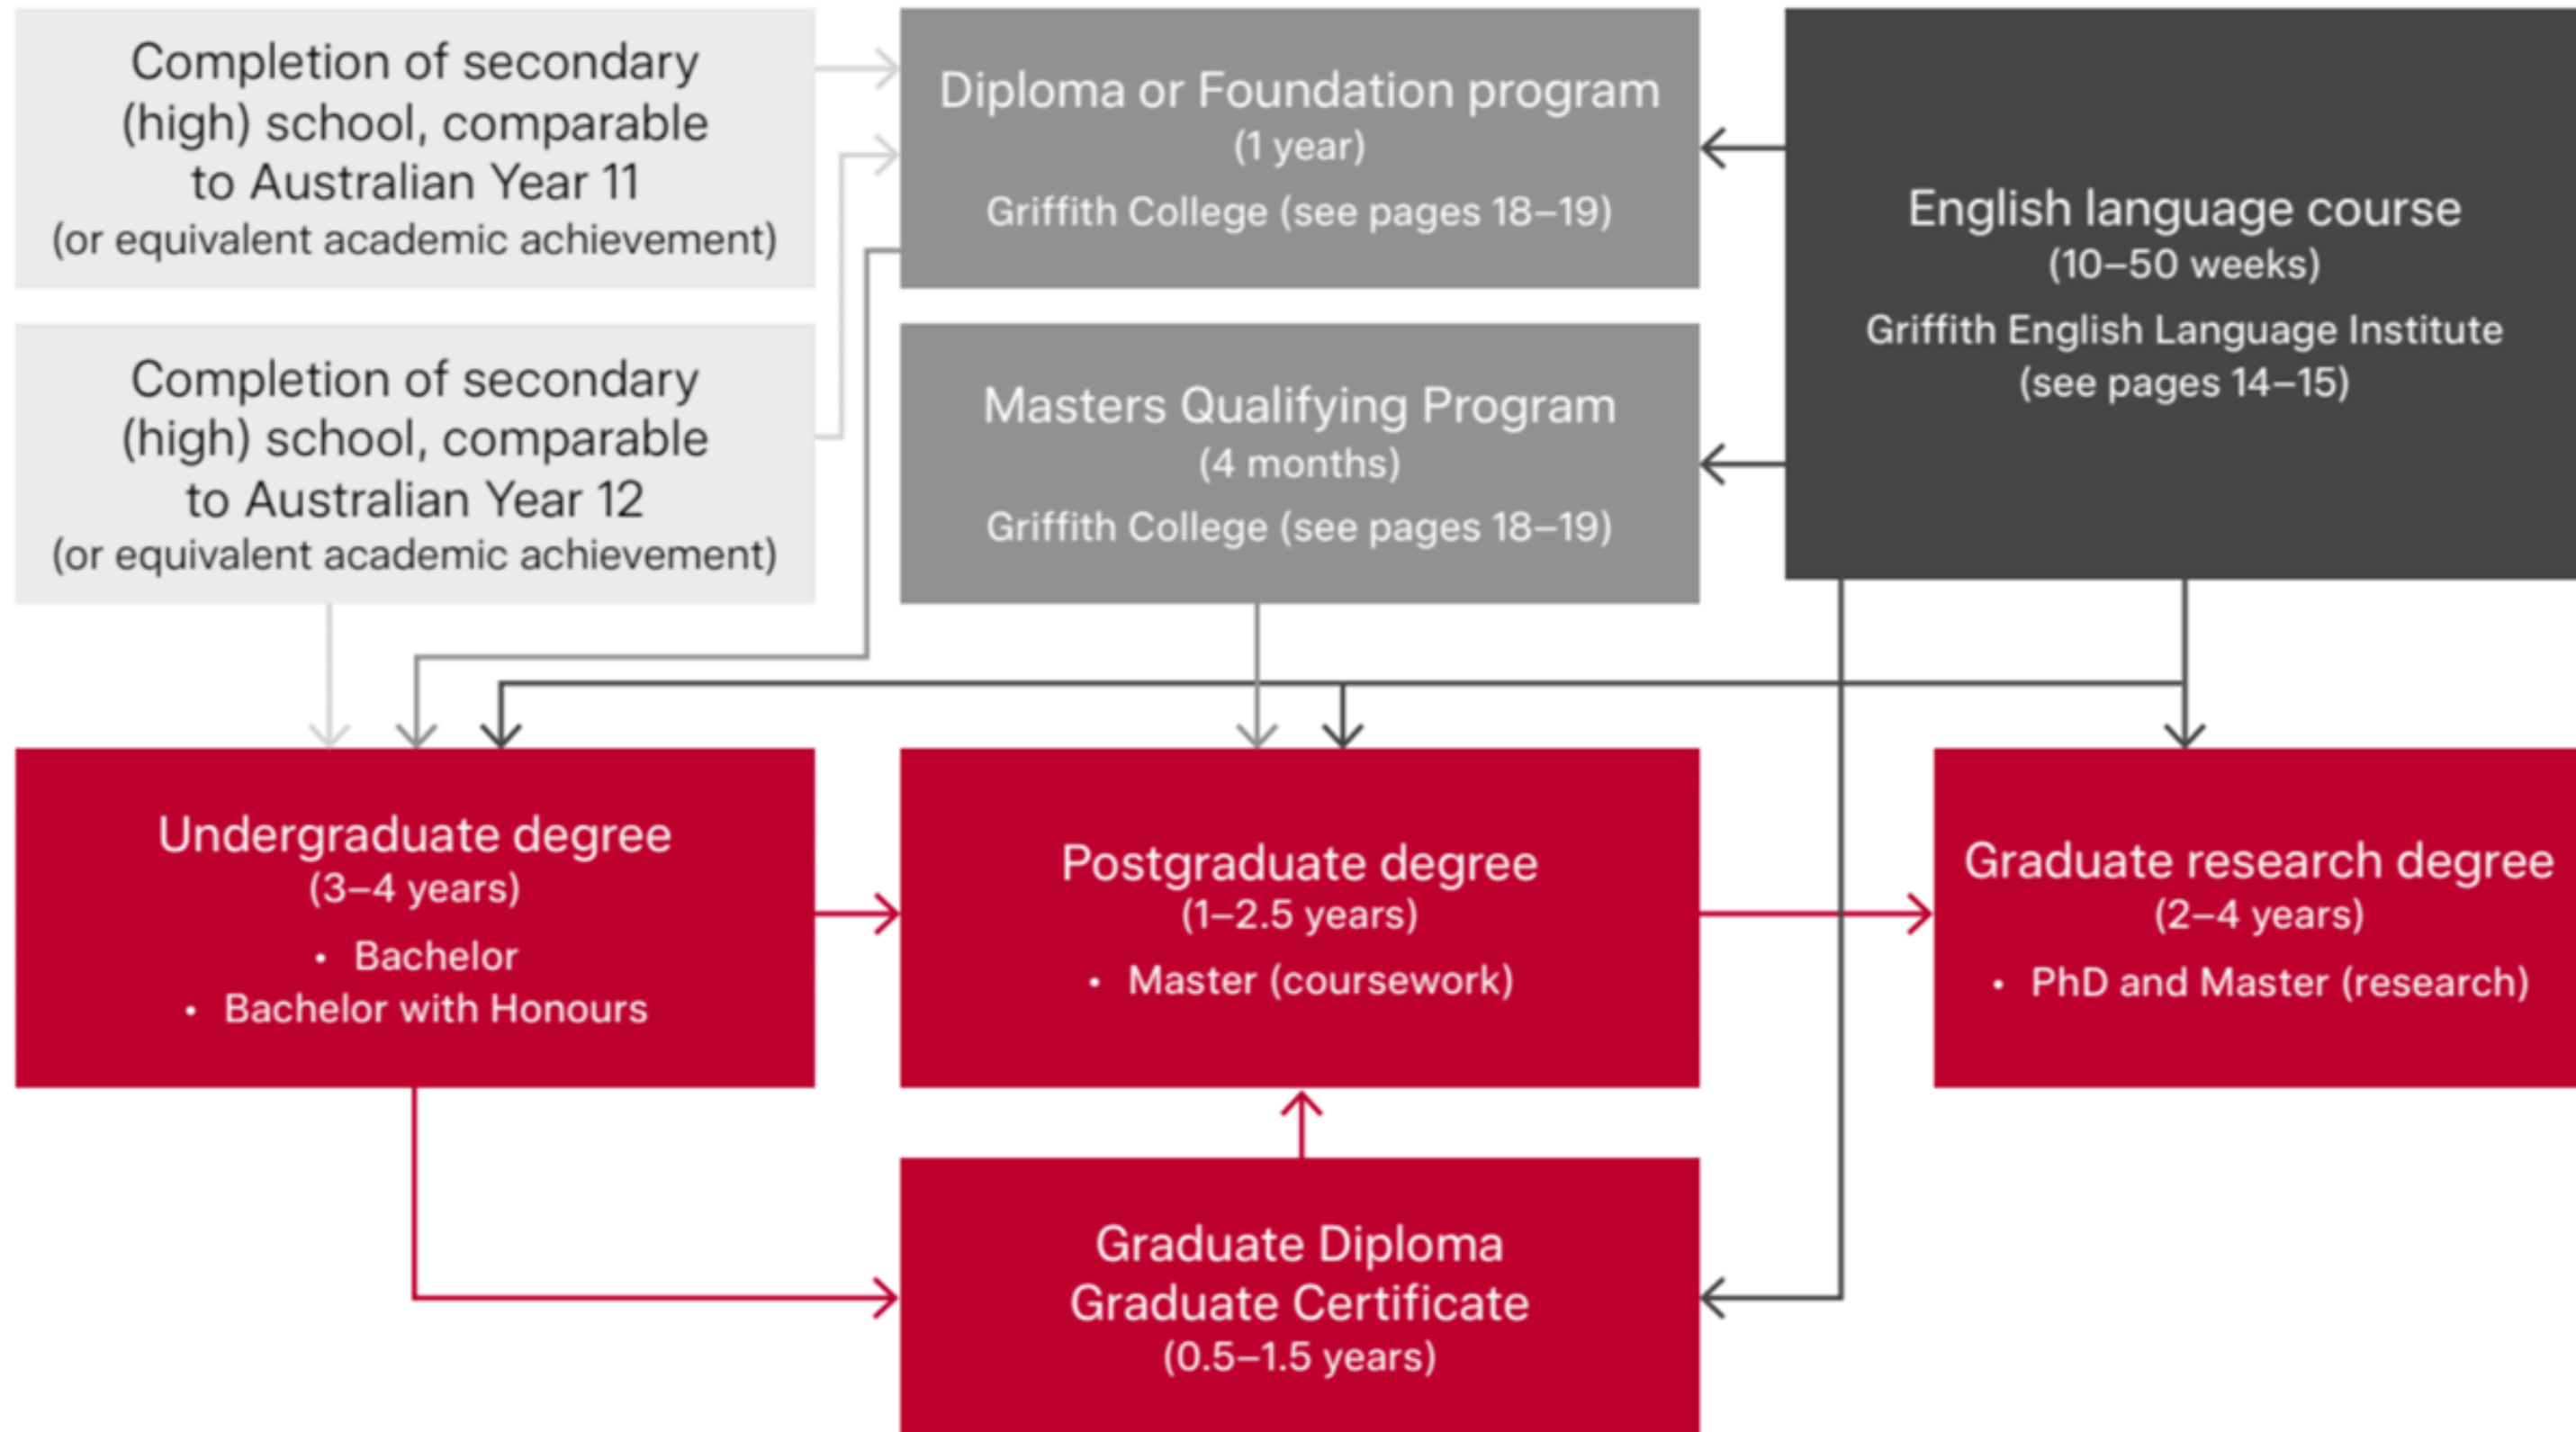 Completion of secondary
(high) school, comparable
to Australian Year 11
(or equivalent academic achievement)
Diploma or Foundation program
(1 year)
Griffith College (see pages 18–19)
English language course
(10–50 weeks)
Griffith English Language Institute
(see pages 14–15)
Completion of secondary
(high) school, comparable
to Australian Year 12
(or equivalent academic achievement)
Masters Qualifying Program
(4 months)
Griffith College (see pages 18–19)
Undergraduate degree
(3–4 years)
• Bachelor
• Bachelor with Honours
Postgraduate degree
(1–2.5 years)
• Master (coursework)
Graduate research degree
(2–4 years)
• PhD and Master (research)
Graduate Diploma
Graduate Certificate
(0.5–1.5 years)